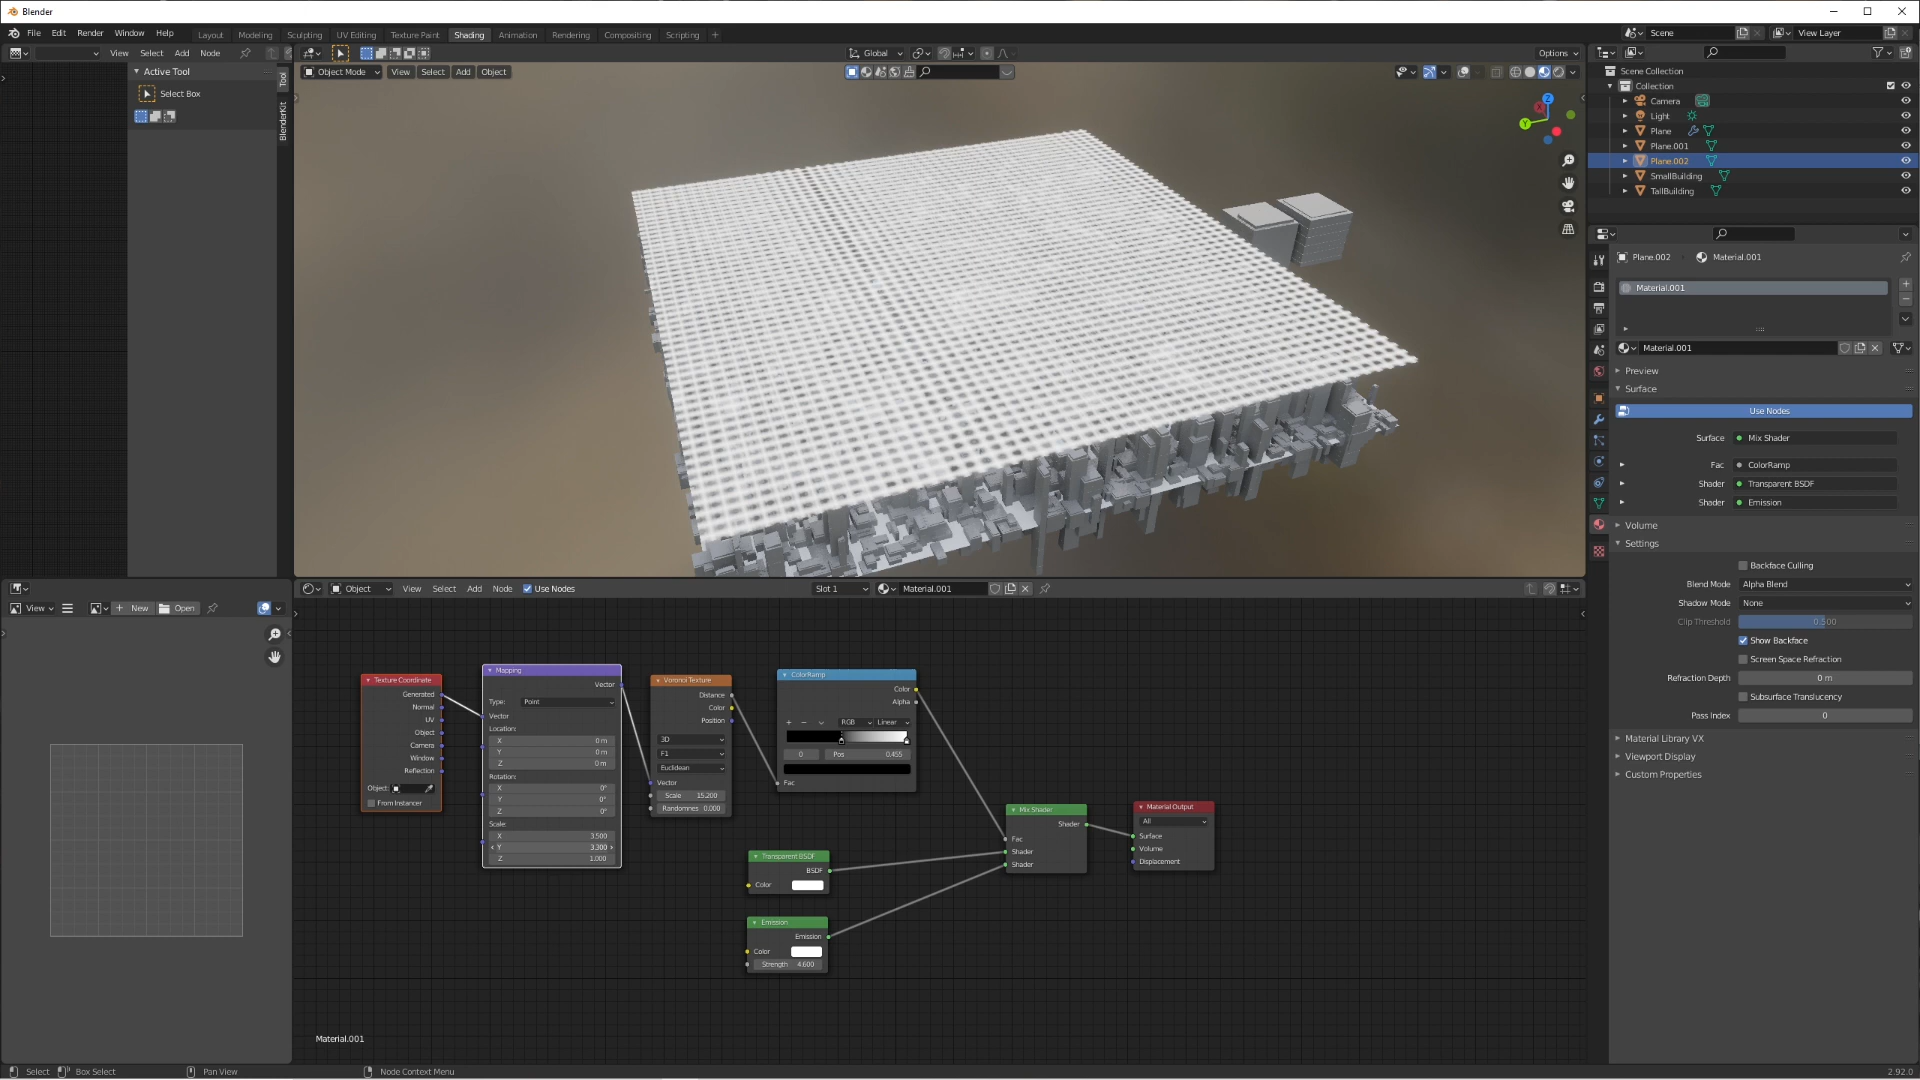 Blender
File Edit Render Window Help Layout Modeling Sculpting UV Editing Texture Paint Shading Animation Rendering Compositing Scripting + Scene View Layer
View Select Add Node Global Options
Active Tool
Select Box
Tool
BlenderKit
Object Mode View Select Add Object
Z
X
Y
Scene Collection
Collection
Camera
Light
Plane
Plane.001
Plane.002
SmallBuilding
TallBuilding
Plane.002 Material.001
Material.001
Material.001
Preview
Surface
Use Nodes
Surface Mix Shader
Fac ColorRamp
Shader Transparent BSDF
Shader Emission
Volume
Settings
Backface Culling
Blend Mode Alpha Blend
Shadow Mode None
Clip Threshold 0.500
Show Backface
Screen Space Refraction
Refraction Depth 0 m
Subsurface Translucency
Pass Index 0
Material Library VX
Viewport Display
Custom Properties
View + New Open
Object View Select Add Node Use Nodes Slot 1 Material.001
Texture Coordinate
Generated
Normal
UV
Object
Camera
Window
Reflection
Object:
From Instancer
Mapping
Vector
Type: Point
Vector
Location:
X 0 m
Y 0 m
Z 0 m
Rotation:
X 0°
Y 0°
Z 0°
Scale:
X 3.500
Y 3.300
Z 1.000
Voronoi Texture
Distance
Color
Position
3D
F1
Euclidean
Vector
Scale 15.200
Randomnes 0.000
ColorRamp
Color
Alpha
+ − RGB Linear
0 Pos 0.455
Fac
Transparent BSDF
BSDF
Color
Emission
Emission
Color
Strength 4.600
Mix Shader
Shader
Fac
Shader
Shader
Material Output
All
Surface
Volume
Displacement
Material.001
Select Box Select Pan View Node Context Menu 2.92.0